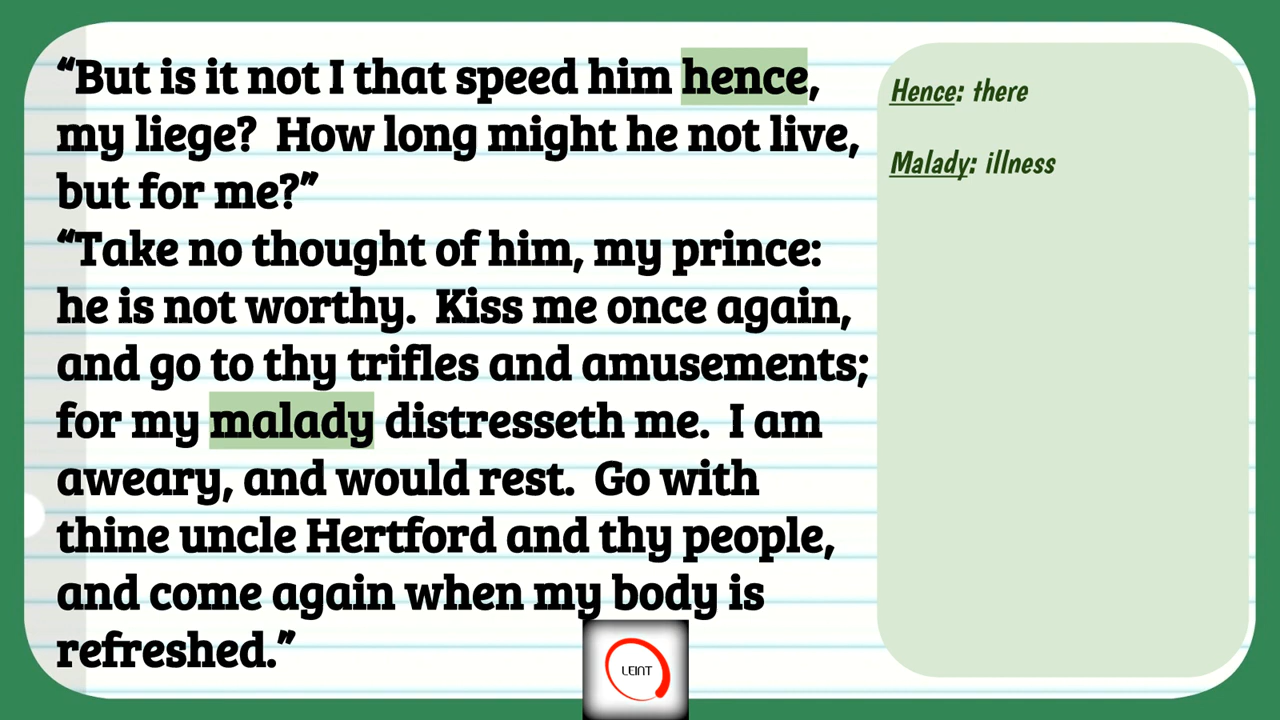 “But is it not I that speed him hence,
my liege?  How long might he not live,
but for me?”
“Take no thought of him, my prince:
he is not worthy.  Kiss me once again,
and go to thy trifles and amusements;
for my malady distresseth me.  I am
aweary, and would rest.  Go with
thine uncle Hertford and thy people,
and come again when my body is
refreshed.”
Hence: there
Malady: illness
LEINT